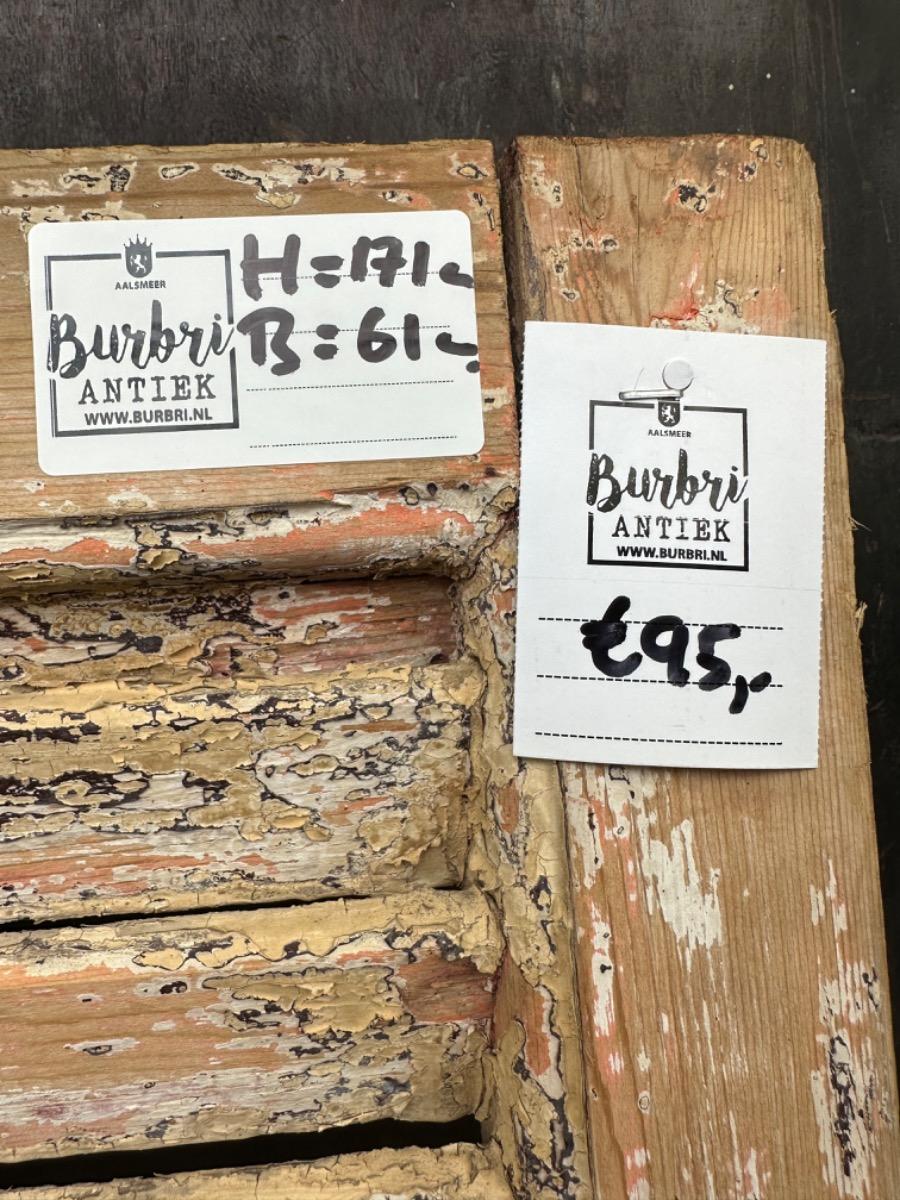 AALSMEER
Burbri
ANTIEK
WWW.BURBRI.NL
H=171
B=61
AALSMEER
Burbri
ANTIEK
WWW.BURBRI.NL
€95,-